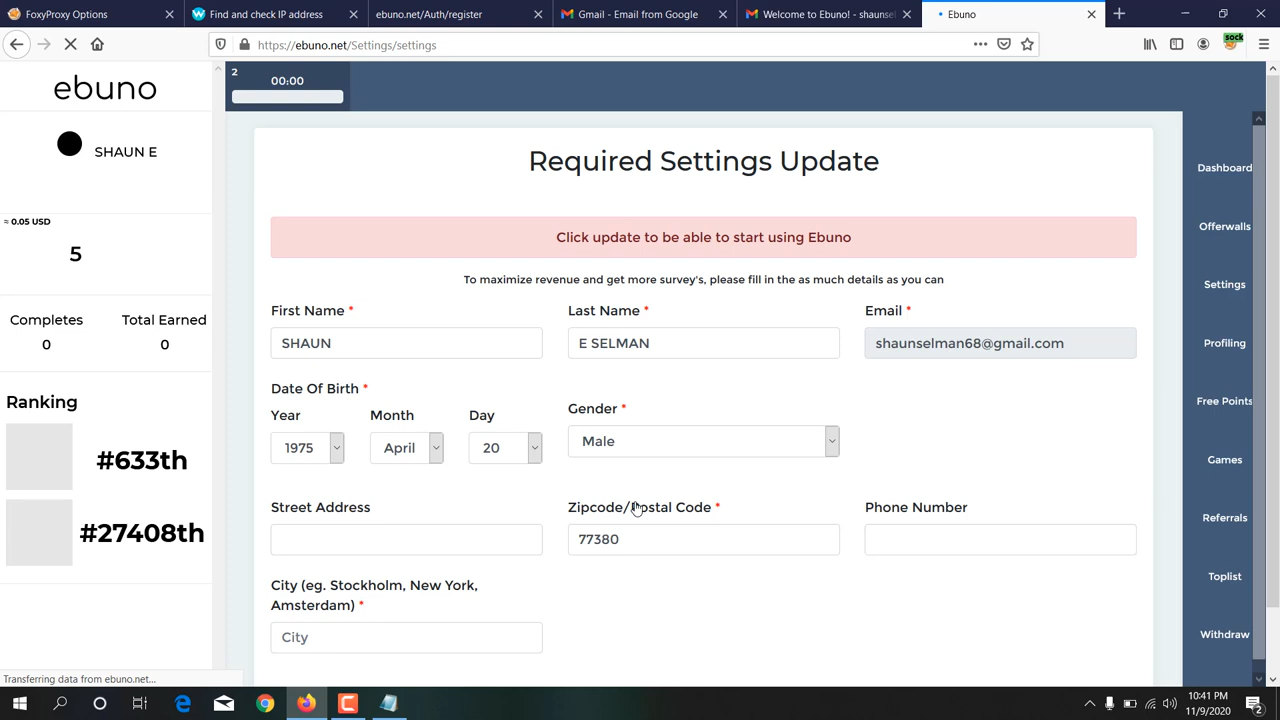 FoxyProxy Options
Find and check IP address
ebuno.net/Auth/register
Gmail - Email from Google
Welcome to Ebuno! - shaunsel
Ebuno
https://ebuno.net/Settings/settings
sock
ebuno
SHAUN E
≈ 0.05 USD
5
Completes
Total Earned
0
0
Ranking
#633th
#27408th
2
00:00
Required Settings Update
Click update to be able to start using Ebuno
To maximize revenue and get more survey's, please fill in the as much details as you can
First Name *
Last Name *
Email *
SHAUN
E SELMAN
shaunselman68@gmail.com
Date Of Birth *
Year
Month
Day
Gender *
1975
April
20
Male
Street Address
Zipcode/Postal Code *
Phone Number
77380
City (eg. Stockholm, New York,
Amsterdam) *
City
Dashboard
Offerwalls
Settings
Profiling
Free Points
Games
Referrals
Toplist
Withdraw
Transferring data from ebuno.net...
10:41 PM
11/9/2020
2